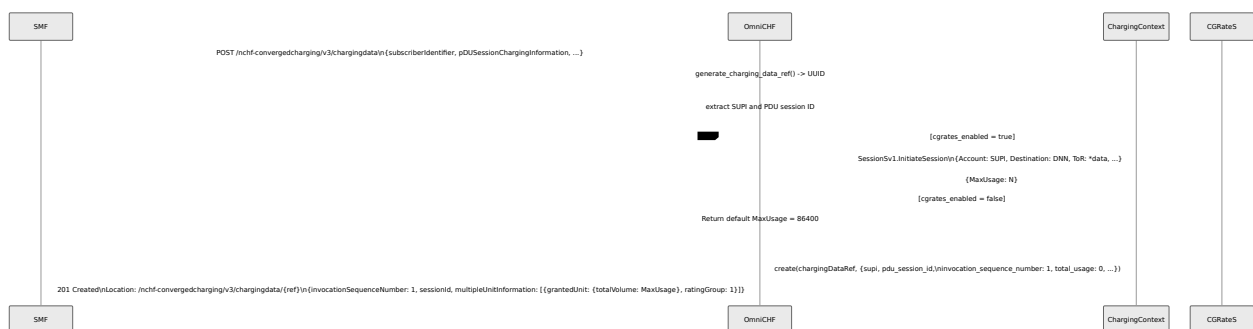 SMF OmniCHF ChargingContext CGRateS
POST /nchf-convergedcharging/v3/chargingdata\n{subscriberIdentifier, pDUSessionChargingInformation, ...}
generate_charging_data_ref() -> UUID
extract SUPI and PDU session ID
[cgrates_enabled = true]
SessionSv1.InitiateSession\n{Account: SUPI, Destination: DNN, ToR: *data, ...}
{MaxUsage: N}
[cgrates_enabled = false]
Return default MaxUsage = 86400
create(chargingDataRef, {supi, pdu_session_id,\ninvocation_sequence_number: 1, total_usage: 0, ...})
201 Created\nLocation: /nchf-convergedcharging/v3/chargingdata/{ref}\n{invocationSequenceNumber: 1, sessionId, multipleUnitInformation: [{grantedUnit: {totalVolume: MaxUsage}, ratingGroup: 1}]}
SMF OmniCHF ChargingContext CGRateS